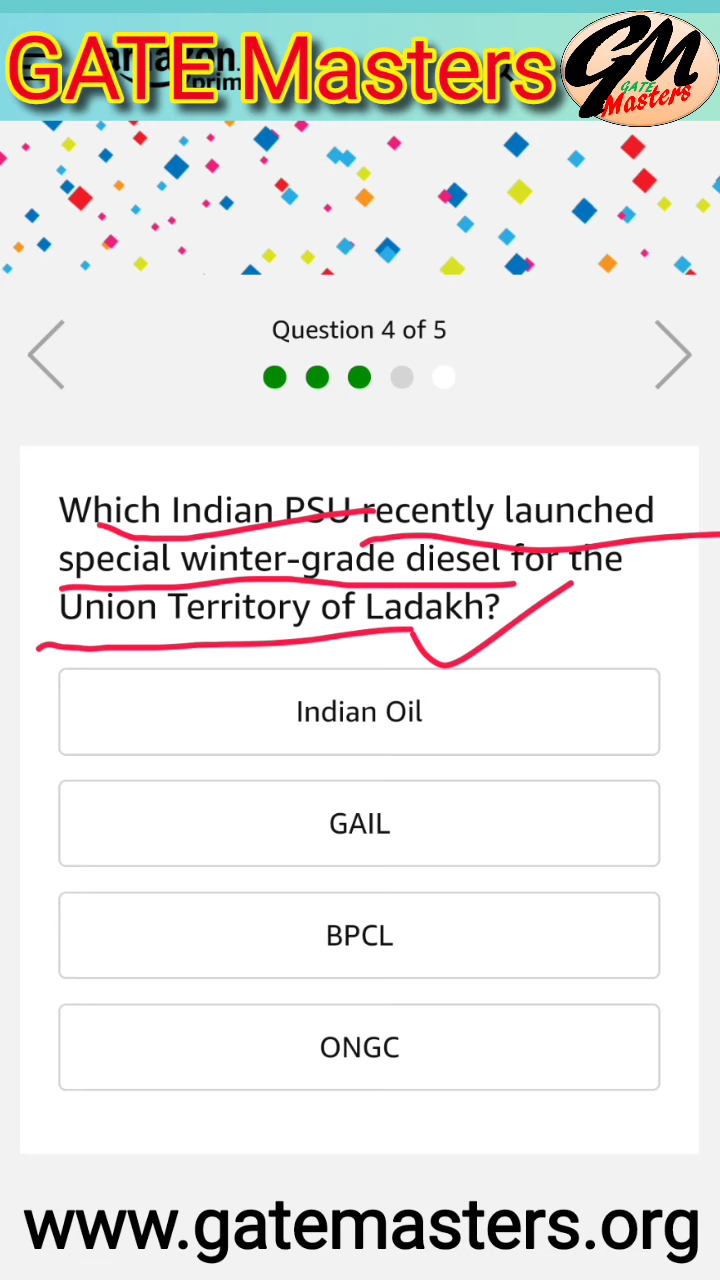 GATE Masters
GM
GATE
Masters
Question 4 of 5
Which Indian PSU recently launched
special winter-grade diesel for the
Union Territory of Ladakh?
Indian Oil
GAIL
BPCL
ONGC
www.gatemasters.org